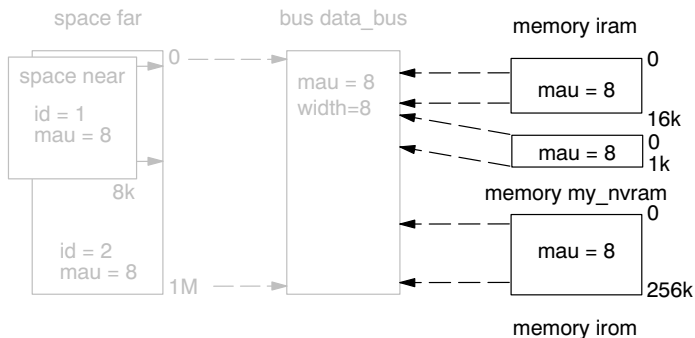 space far
bus data_bus
memory iram
0
0
space near
mau = 8
mau = 8
id = 1
width=8
mau = 8
16k
0
mau = 8
1k
8k
memory my_nvram
0
id = 2
mau = 8
mau = 8
1M
256k
memory irom